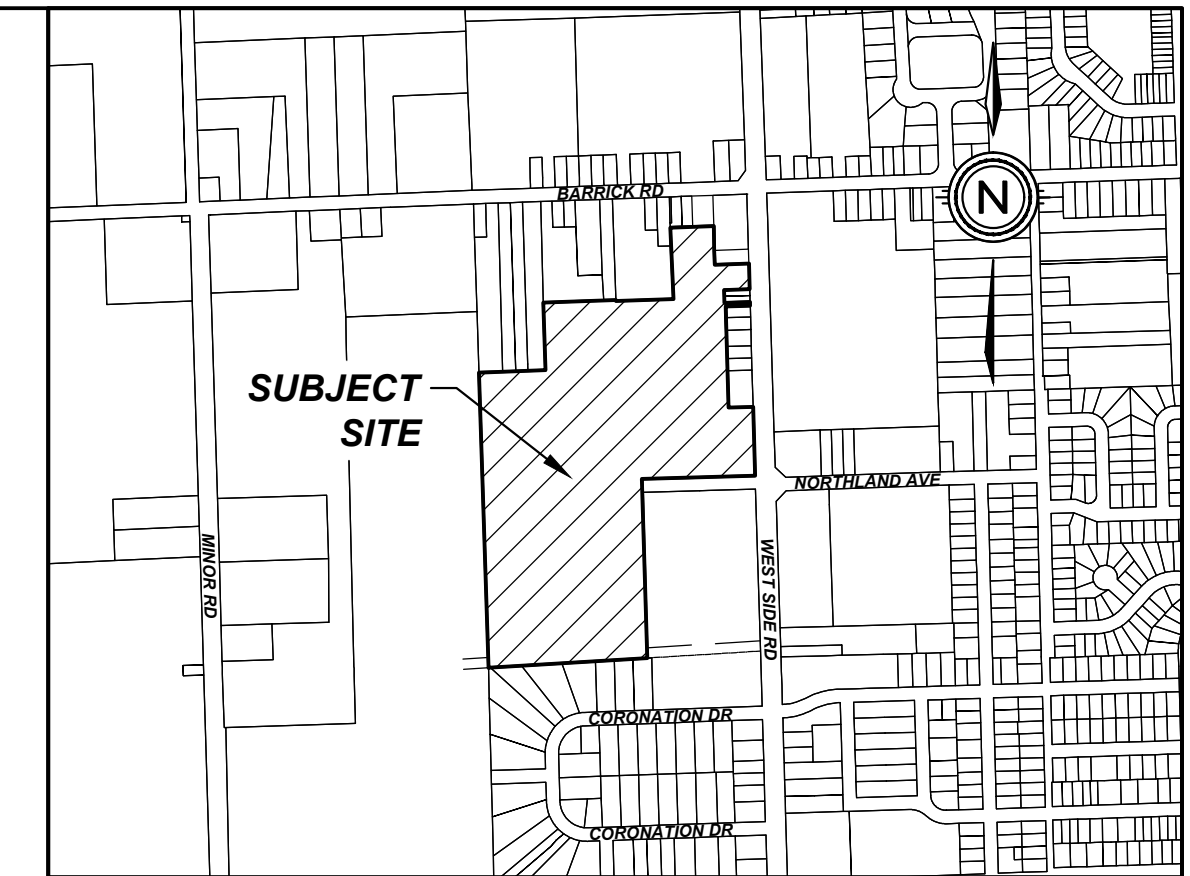 BARRICK RD
N
SUBJECT
SITE
NORTHLAND AVE
MINOR RD
WEST SIDE RD
CORONATION DR
CORONATION DR